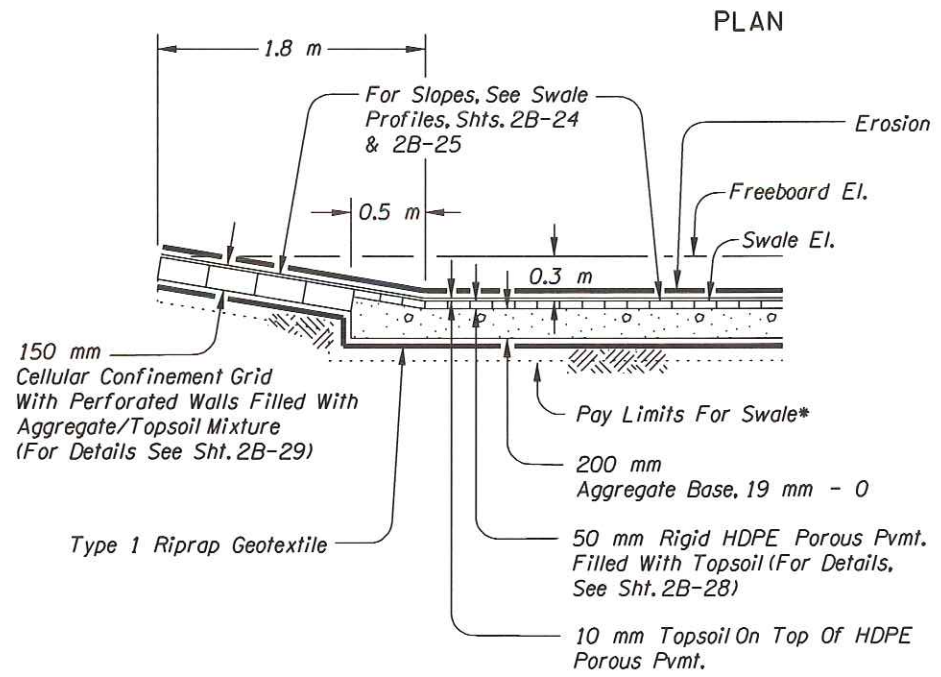 PLAN
1.8 m
For Slopes, See Swale
Profiles, Shts. 2B-24
& 2B-25
Erosion
Freeboard El.
0.5 m
Swale El.
0.3 m
150 mm
Cellular Confinement Grid
With Perforated Walls Filled With
Aggregate/Topsoil Mixture
(For Details See Sht. 2B-29)
Pay Limits For Swale*
200 mm
Aggregate Base, 19 mm - 0
Type 1 Riprap Geotextile
50 mm Rigid HDPE Porous Pvmt.
Filled With Topsoil (For Details,
See Sht. 2B-28)
10 mm Topsoil On Top Of HDPE
Porous Pvmt.